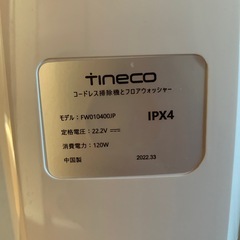 Tineco
コードレス掃除機とフロアウォッシャー
モデル：FW010400JP IPX4
定格電圧：22.2V⎓
消費電力：120W
中国製 2022.33